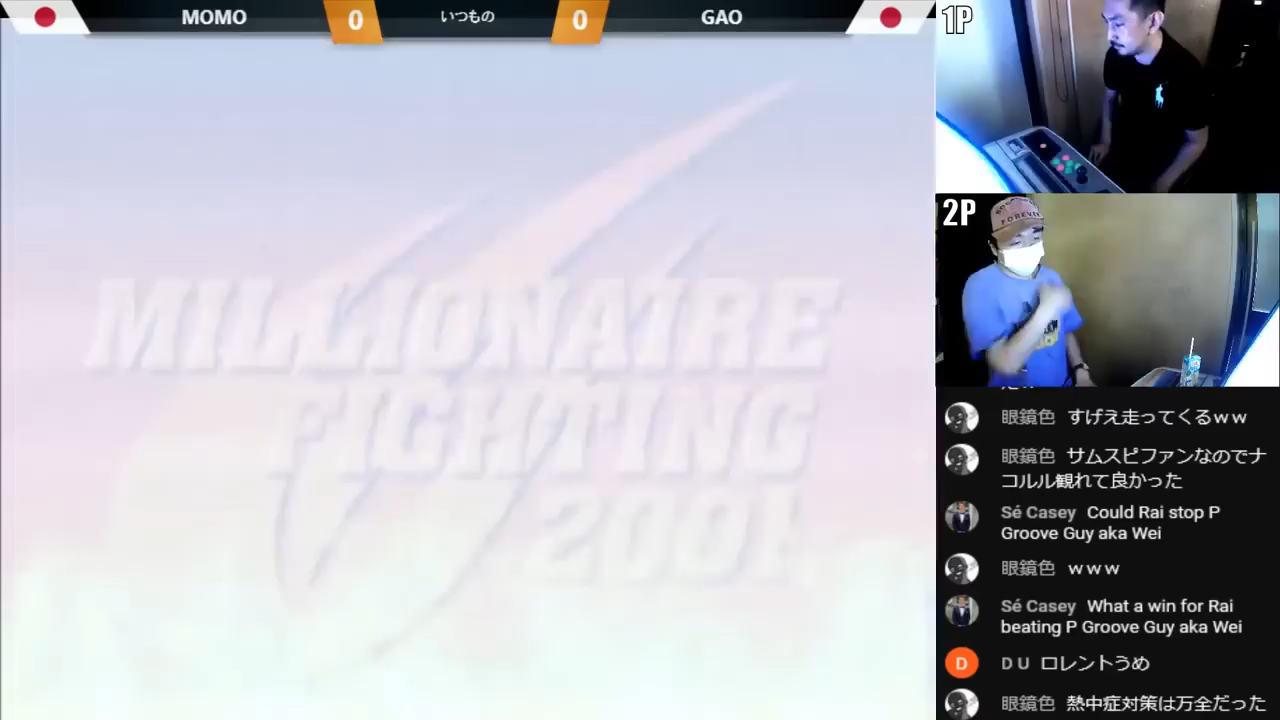 MOMO
0
いつもの
0
GAO
1P
MILLIONAIRE
FIGHTING
2001
2P
FOREVER
眼鏡色 すげえ走ってくるｗｗ
眼鏡色 サムスピファンなのでナ
コルル観れて良かった
Sé Casey Could Rai stop P
Groove Guy aka Wei
眼鏡色 ｗｗｗ
Sé Casey What a win for Rai
beating P Groove Guy aka Wei
D
D U ロレントうめ
眼鏡色 熱中症対策は万全だった